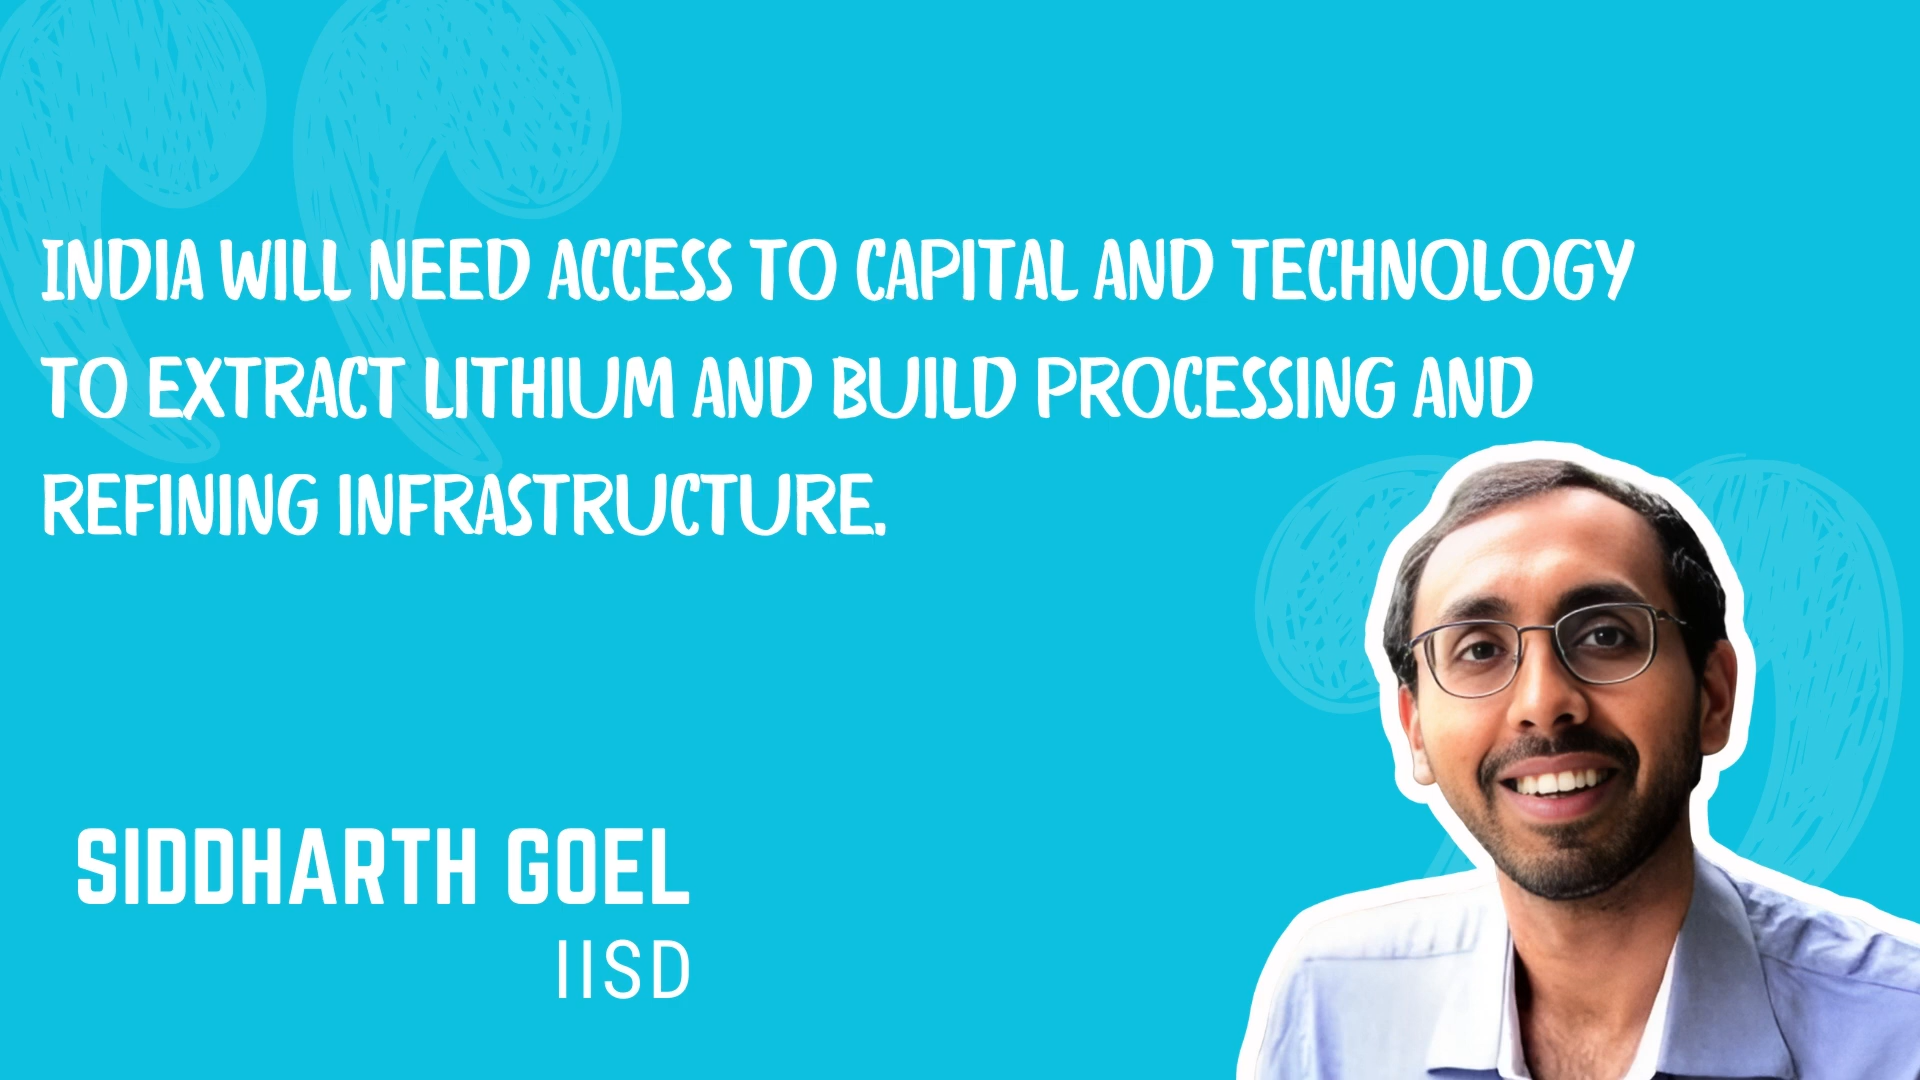 INDIA WILL NEED ACCESS TO CAPITAL AND TECHNOLOGY
TO EXTRACT LITHIUM AND BUILD PROCESSING AND
REFINING INFRASTRUCTURE.
SIDDHARTH GOEL
IISD